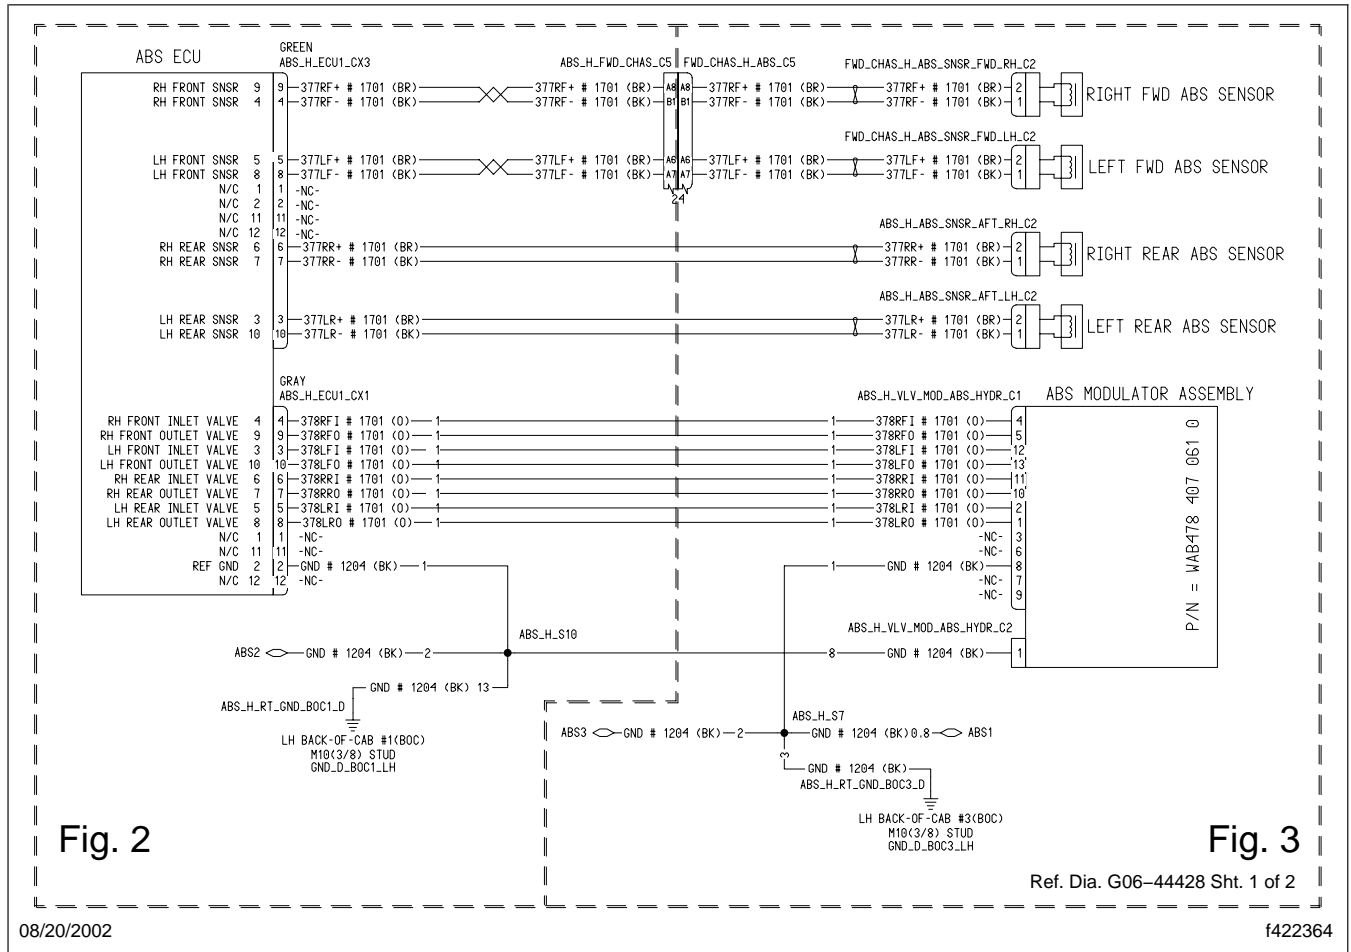 ABS ECU
GREEN
ABS_H_ECU1_CX3
ABS_H_FWD_CHAS_C5 FWD_CHAS_H_ABS_C5
FWD_CHAS_H_ABS_SNSR_FWD_RH_C2
RH FRONT SNSR 9 9 377RF+ # 1701 (BR) 377RF+ # 1701 (BR) A8 A8 377RF+ # 1701 (BR) 377RF+ # 1701 (BR) 2
RH FRONT SNSR 4 4 377RF- # 1701 (BK) 377RF- # 1701 (BK) B1 B1 377RF- # 1701 (BK) 377RF- # 1701 (BK) 1
RIGHT FWD ABS SENSOR
FWD_CHAS_H_ABS_SNSR_FWD_LH_C2
LH FRONT SNSR 5 5 377LF+ # 1701 (BR) 377LF+ # 1701 (BR) A6 A6 377LF+ # 1701 (BR) 377LF+ # 1701 (BR) 2
LH FRONT SNSR 8 8 377LF- # 1701 (BK) 377LF- # 1701 (BK) A7 A7 377LF- # 1701 (BK) 377LF- # 1701 (BK) 1
LEFT FWD ABS SENSOR
N/C 1 1 -NC-
24
N/C 2 2 -NC-
N/C 11 11 -NC-
N/C 12 12 -NC-
ABS_H_ABS_SNSR_AFT_RH_C2
RH REAR SNSR 6 6 377RR+ # 1701 (BR) 377RR+ # 1701 (BR) 2
RH REAR SNSR 7 7 377RR- # 1701 (BK) 377RR- # 1701 (BK) 1
RIGHT REAR ABS SENSOR
ABS_H_ABS_SNSR_AFT_LH_C2
LH REAR SNSR 3 3 377LR+ # 1701 (BR) 377LR+ # 1701 (BR) 2
LH REAR SNSR 10 10 377LR- # 1701 (BK) 377LR- # 1701 (BK) 1
LEFT REAR ABS SENSOR
GRAY
ABS_H_ECU1_CX1
ABS_H_VLV_MOD_ABS_HYDR_C1
ABS MODULATOR ASSEMBLY
RH FRONT INLET VALVE 4 4 378RFI # 1701 (O) 1 1 378RFI # 1701 (O) 4
RH FRONT OUTLET VALVE 9 9 378RFO # 1701 (O) 1 1 378RFO # 1701 (O) 5
LH FRONT INLET VALVE 3 3 378LFI # 1701 (O) 1 1 378LFI # 1701 (O) 12
LH FRONT OUTLET VALVE 10 10 378LFO # 1701 (O) 1 1 378LFO # 1701 (O) 13
RH REAR INLET VALVE 6 6 378RRI # 1701 (O) 1 1 378RRI # 1701 (O) 11
RH REAR OUTLET VALVE 7 7 378RRO # 1701 (O) 1 1 378RRO # 1701 (O) 10
LH REAR INLET VALVE 5 5 378LRI # 1701 (O) 1 1 378LRI # 1701 (O) 2
LH REAR OUTLET VALVE 8 8 378LRO # 1701 (O) 1 1 378LRO # 1701 (O) 1
N/C 1 1 -NC- -NC- 3
N/C 11 11 -NC- -NC- 6
REF GND 2 2 GND # 1204 (BK) 1 1 GND # 1204 (BK) 8
N/C 12 12 -NC- -NC- 7
-NC- 9
P/N = WAB478 407 061 0
ABS_H_S10
ABS_H_VLV_MOD_ABS_HYDR_C2
ABS2 GND # 1204 (BK) 2 8 GND # 1204 (BK) 1
GND # 1204 (BK) 13
ABS_H_RT_GND_BOC1_D
LH BACK-OF-CAB #1(BOC)
M10(3/8) STUD
GND_D_BOC1_LH
ABS_H_S7
ABS3 GND # 1204 (BK) 2 GND # 1204 (BK) 0.8 ABS1
3
GND # 1204 (BK)
ABS_H_RT_GND_BOC3_D
LH BACK-OF-CAB #3(BOC)
M10(3/8) STUD
GND_D_BOC3_LH
Fig. 2
Fig. 3
Ref. Dia. G06−44428 Sht. 1 of 2
08/20/2002
f422364